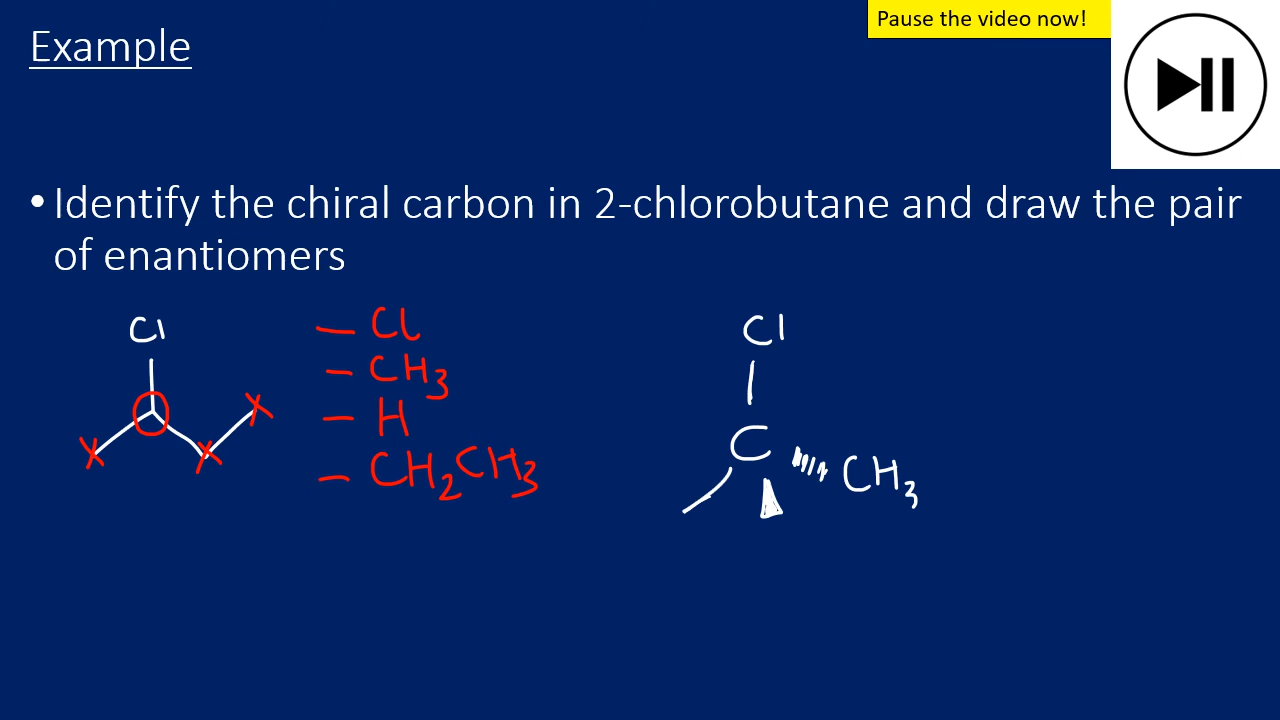 Pause the video now!
Example
• Identify the chiral carbon in 2-chlorobutane and draw the pair
of enantiomers
Cl
— Cl
— CH3
— H
— CH2CH3
Cl
C
CH3